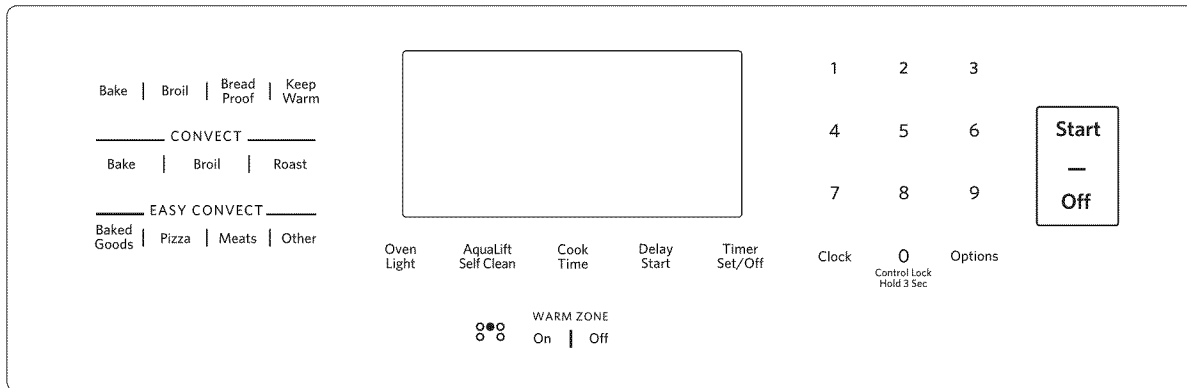 Bake | Broil | Bread Proof | Keep Warm
CONVECT
Bake | Broil | Roast
EASY CONVECT
Baked Goods | Pizza | Meats | Other
Oven Light
AquaLift Self Clean
Cook Time
Delay Start
Timer Set/Off
WARM ZONE
On | Off
1 2 3
4 5 6
7 8 9
Clock 0 Options
Control Lock
Hold 3 Sec
Start
—
Off